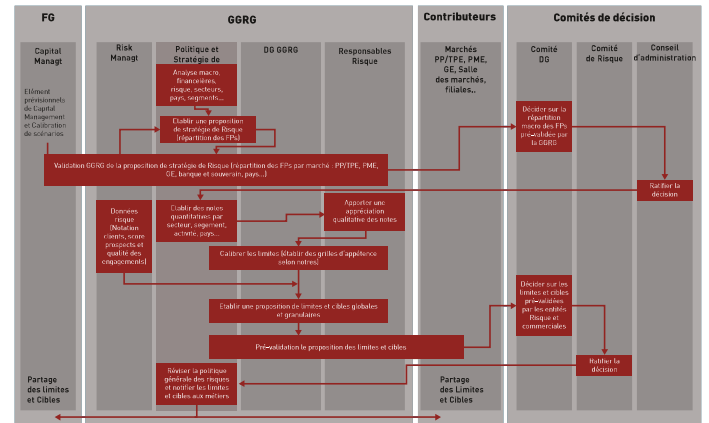 FG
GGRG
Contributeurs
Comités de décision
Capital
Managt
Risk
Managt
Politique et
Stratégie de
DG GGRG
Responsables
Risque
Marchés
PP/TPE, PME,
GE, Salle
des marchés,
filiales..
Comité
DG
Comité
de Risque
Conseil
d'administration
Elément
prévisionnels
de Capital
Management
et Calibration
de scénaires
Analyse macro,
financelères,
risque, secteurs,
pays, segments...
Etablir une proposition
de stratégie de Risque
(répartition des FPs)
Décider sur la
répartition
macro des FPs
pré-validée par
la GGRG
Validation GGRG de la proposition de stratégie de Risque (répartition des FPs par marché : PP/TPE, PME,
GE, banque et souverain, pays...)
Ratifier la
décision
Données
risque
(Notation
clients, score
prospects et
qualité des
engagements)
Etablir des notes
quantitatives par
secteur, segement,
activité, pays...
Apporter une
appréciation
qualitative des notes
Calibrer les limites (établir des grilles d'appétence
selon notres)
Etablir une proposition de limites et cibles globales
et granulaires
Décider sur les
limites et cibles
pré-validées
par les entités
Risque et
commerciales
Pré-validation le proposition des limites et cibles
Ratifier la
décision
Réviser la politique
générale des risques
et notifier les limites
et cibles aux métiers
Partage
des limites
et Cibles
Partage
des Limites
et Cibles